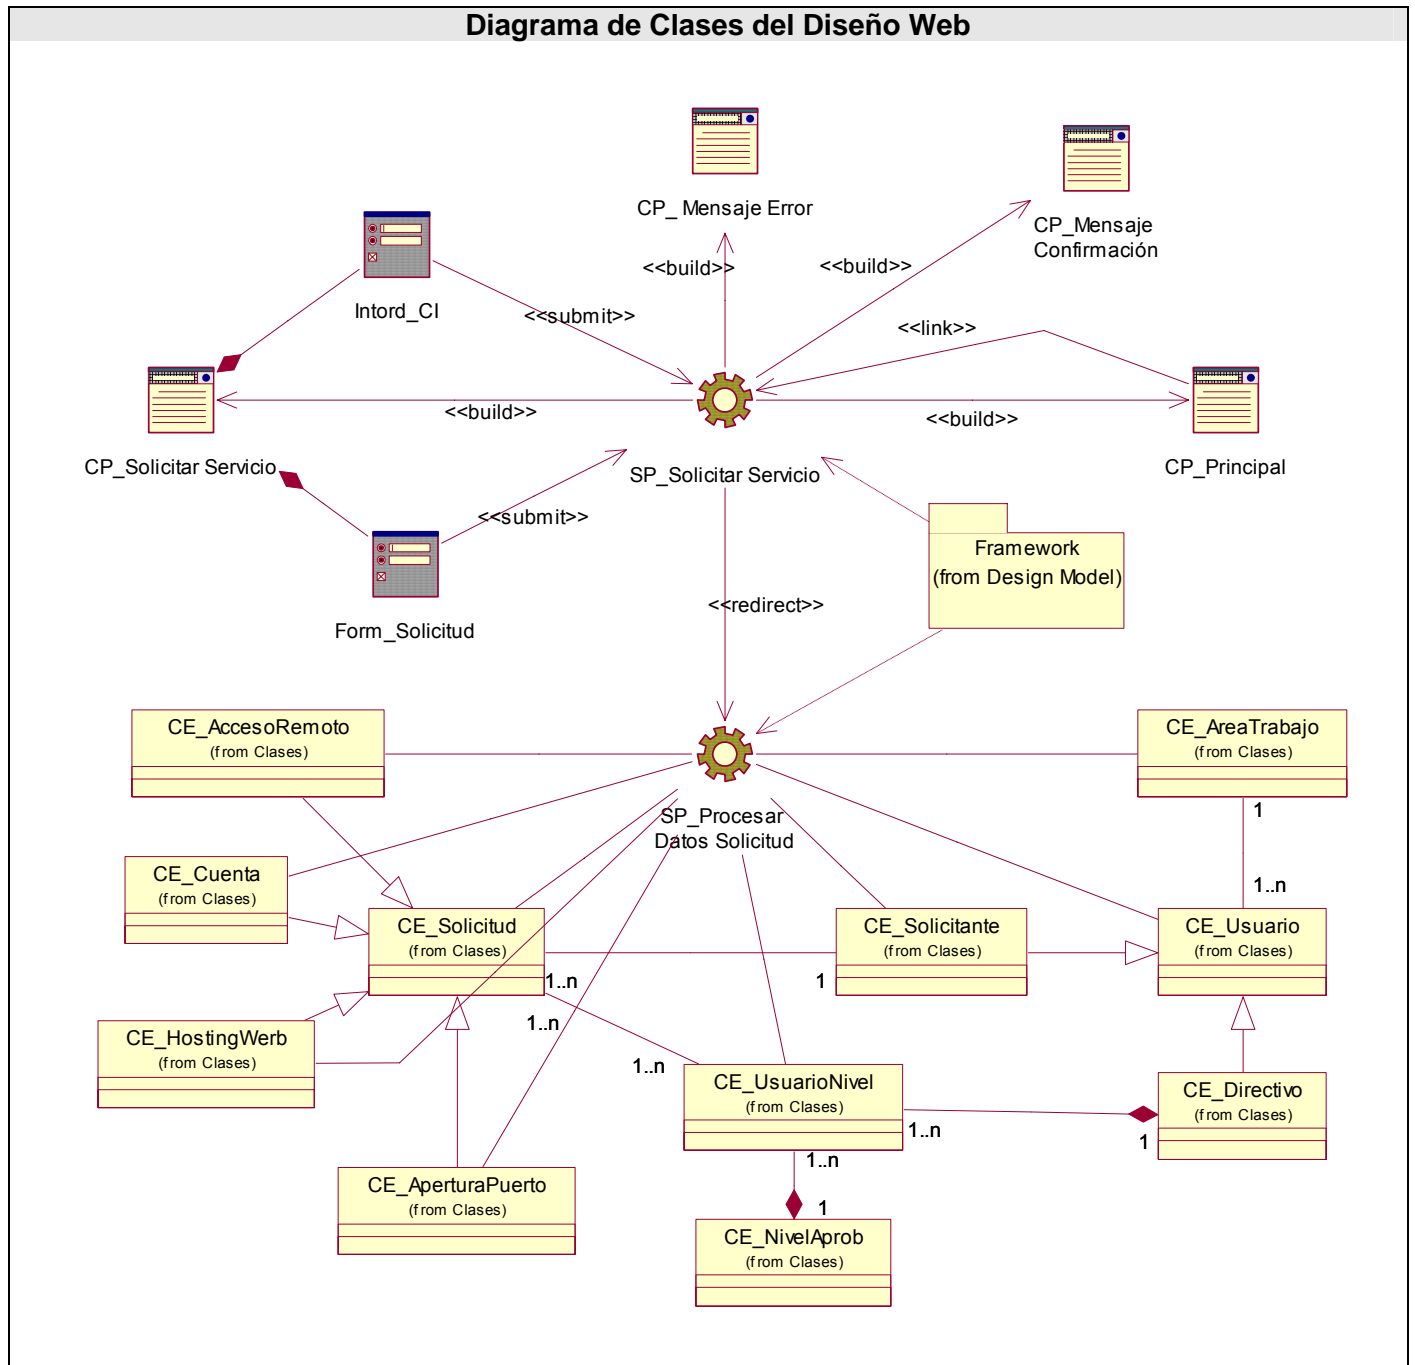 Diagrama de Clases del Diseño Web
CP_ Mensaje Error
CP_Mensaje
Confirmación
<<build>>
<<build>>
Intord_CI
<<submit>>
<<link>>
<<build>>
<<build>>
CP_Solicitar Servicio
SP_Solicitar Servicio
CP_Principal
<<submit>>
Framework
(from Design Model)
<<redirect>>
Form_Solicitud
CE_AccesoRemoto
(from Clases)
CE_AreaTrabajo
(from Clases)
1
SP_Procesar
Datos Solicitud
CE_Cuenta
(from Clases)
1..n
CE_Solicitud
(from Clases)
CE_Solicitante
(from Clases)
CE_Usuario
(from Clases)
1..n
1
1..n
CE_HostingWerb
(from Clases)
1..n
CE_UsuarioNivel
(from Clases)
CE_Directivo
(from Clases)
1..n
1
1..n
CE_AperturaPuerto
(from Clases)
1
CE_NivelAprob
(from Clases)